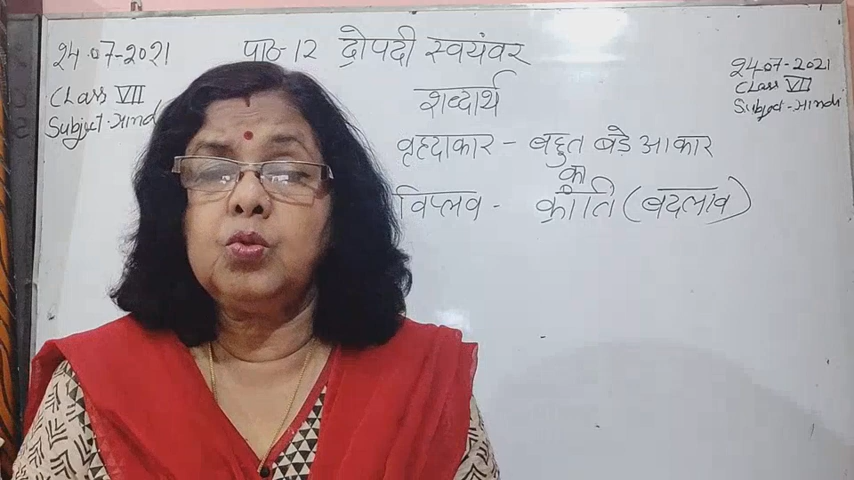 24-07-2021
Class VII
Subject-Hindi
पाठ-12 द्रोपदी स्वयंवर
शब्दार्थ
वृहदाकार - बहुत बड़े आकार
का
विप्लव - क्रांति (बदलाव)
24.07-2021
Class VII
Subject-Hindi